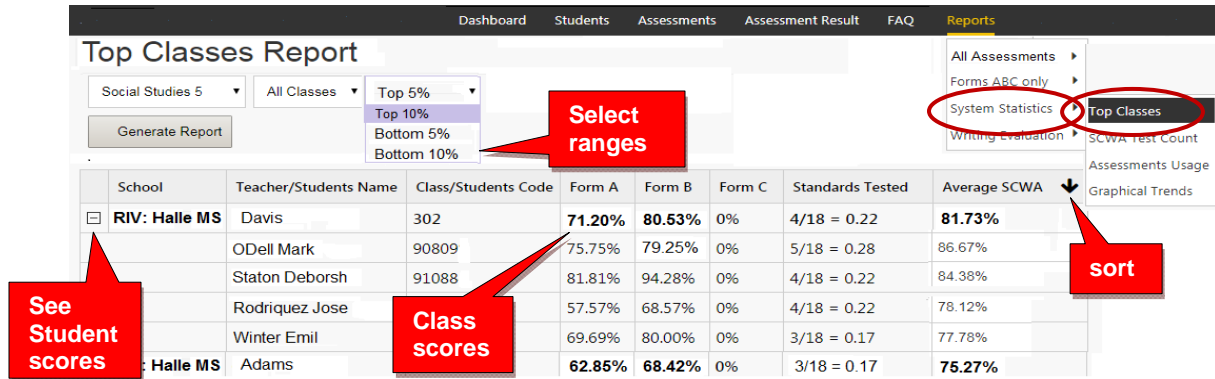 Dashboard Students Assessments Assessment Result FAQ Reports
Top Classes Report
All Assessments
Forms ABC only
System Statistics
Writing Evaluation
Top Classes
SCWA Test Count
Assessments Usage
Graphical Trends
Social Studies 5 All Classes Top 5%
Top 10%
Bottom 5%
Bottom 10%
Generate Report
Select
ranges
School Teacher/Students Name Class/Students Code Form A Form B Form C Standards Tested Average SCWA
RIV: Halle MS Davis 302 71.20% 80.53% 0% 4/18 = 0.22 81.73%
ODell Mark 90809 75.75% 79.25% 0% 5/18 = 0.28 86.67%
Staton Deborsh 91088 81.81% 94.28% 0% 4/18 = 0.22 84.38%
Rodriquez Jose 57.57% 68.57% 0% 4/18 = 0.22 78.12%
Winter Emil 69.69% 80.00% 0% 3/18 = 0.17 77.78%
: Halle MS Adams 62.85% 68.42% 0% 3/18 = 0.17 75.27%
sort
See
Student
scores
Class
scores